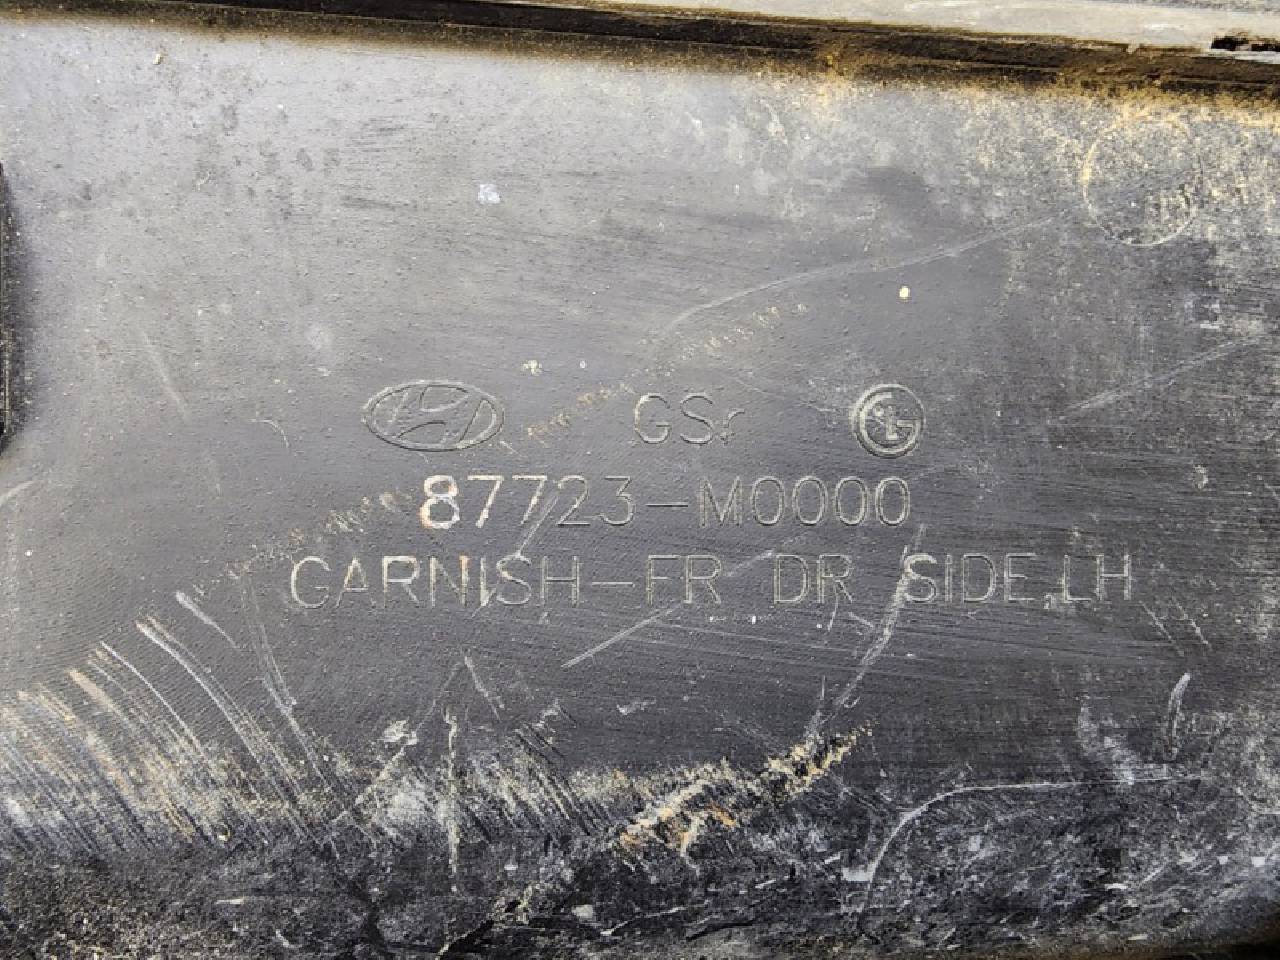 GSr
87723-M0000
GARNISH-FR DR SIDE,LH